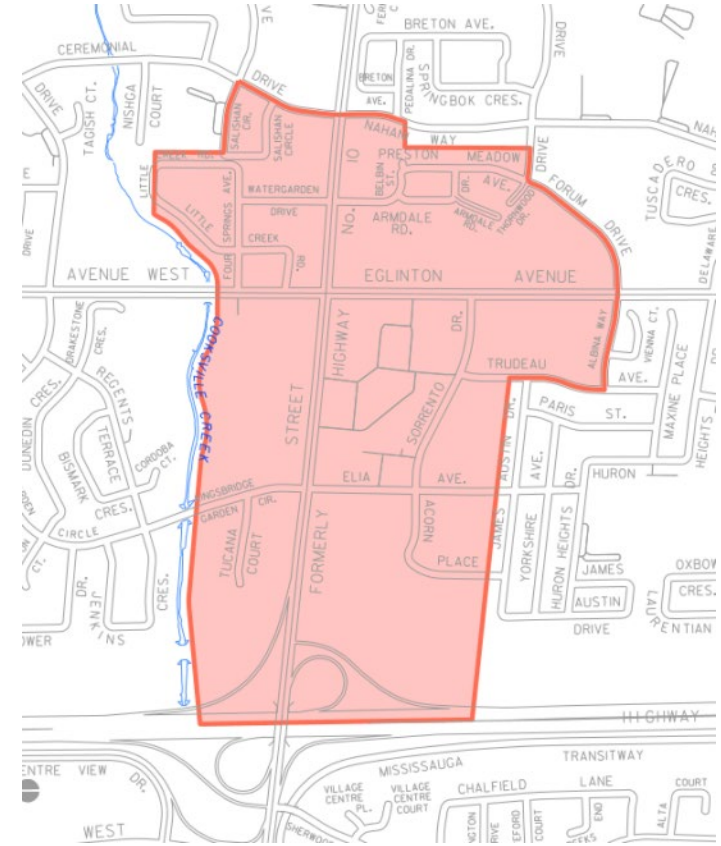 BRETON AVE.
CEREMONIAL
DRIVE
DRIVE
BRETON
AVE.
PEDALINA DR.
SPRINGBOK CRES.
DRIVE
TAGISH CT.
NISHGA
COURT
SALISHAN
CIR.
SALISHAN
CIRCLE
WAY
DRIVE
TUSCADERO
CRES.
LITTLE
No. 10
PRESTON MEADOW
AVE.
FORUM
DRIVE
BELBIN
ST.
DR.
WATERGARDEN
DRIVE
LITTLE
CREEK
RD.
FOUR SPRINGS AVE.
ARMDALE
RD.
ARMDALE
RD.
THORNWOOD
DR.
DRIVE
DELAWARE
AVENUE WEST
EGLINTON AVENUE
COOKSVILLE CREEK
DRAKESTONE
CRES.
REGENTS
TERRACE
CRES.
DUNEDIN CRES.
BISMARK
CORDOBA
CT.
CIRCLE
CT.
DR.
JENKINS
CRES.
HIGHWAY
STREET
FORMERLY
SORRENTO
DR.
TRUDEAU
AVE.
ALBINA WAY
VIENNA CT.
MAXINE PLACE
HEIGHTS
PARIS ST.
AVE.
DR.
HURON
ELIA AVE.
GARDEN CIR.
TUCANA
COURT
ACORN
PLACE
JAMES AUSTIN DR.
YORKSHIRE
HURON HEIGHTS
JAMES
AUSTIN
DRIVE
OXBOW
CRES.
LAURENTIAN
HIGHWAY
MISSISSAUGA TRANSITWAY
VIEW
DR.
WEST
VILLAGE
CENTRE
PL.
VILLAGE
CENTRE
COURT
CHALFIELD LANE
COURT
COURT
END
ALTA